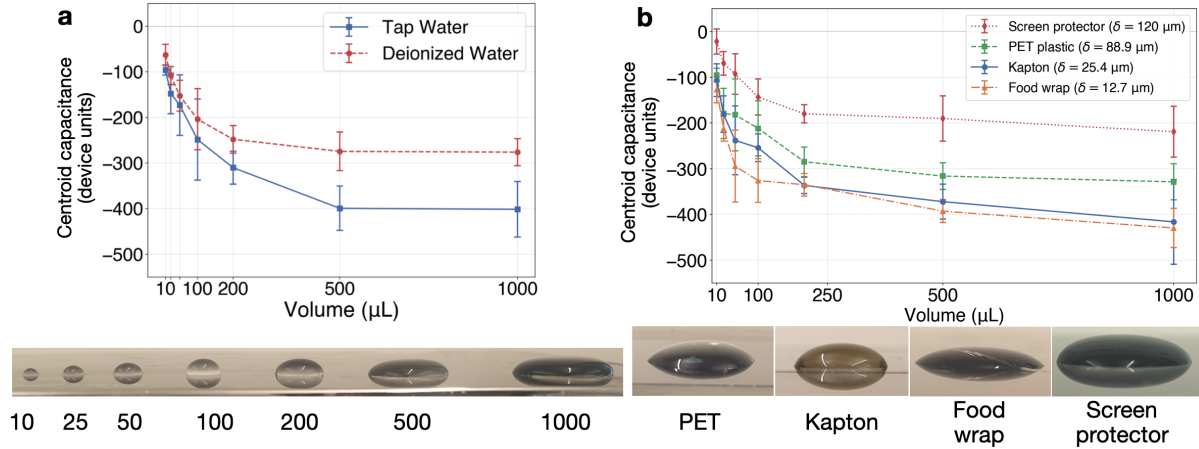 a
Centroid capacitance
(device units)
0
−100
−200
−300
−400
−500
Tap Water
Deionized Water
10 100 200 500 1000
Volume (µL)
10 25 50 100 200 500 1000
b
Centroid capacitance
(device units)
0
−100
−200
−300
−400
−500
Screen protector (δ = 120 µm)
PET plastic (δ = 88.9 µm)
Kapton (δ = 25.4 µm)
Food wrap (δ = 12.7 µm)
10 100 250 500 1000
Volume (µL)
PET Kapton Food wrap Screen protector